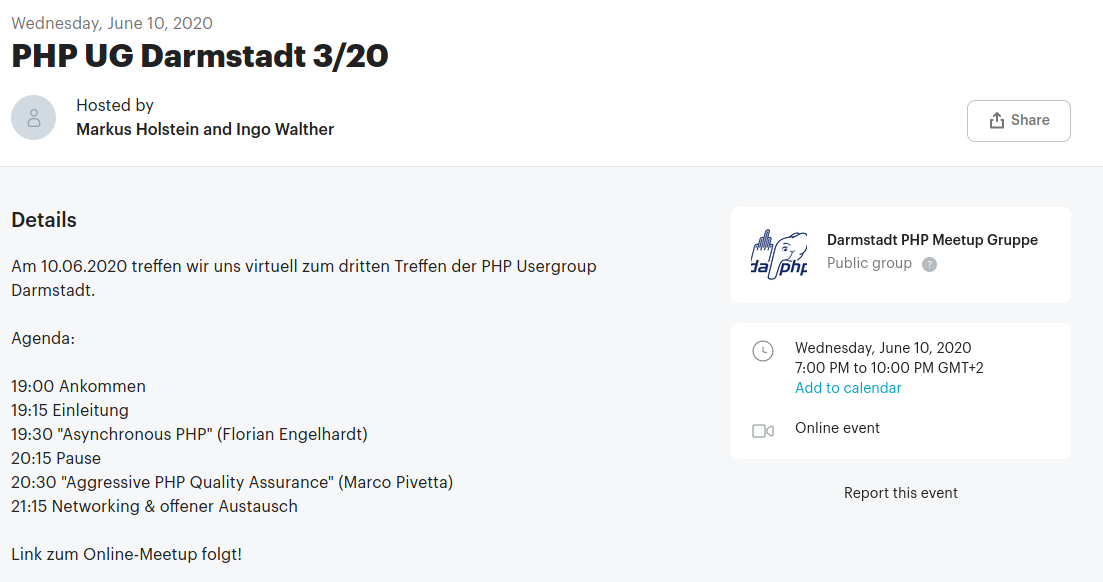 Wednesday, June 10, 2020
PHP UG Darmstadt 3/20
Hosted by
Markus Holstein and Ingo Walther
Share
Details
Am 10.06.2020 treffen wir uns virtuell zum dritten Treffen der PHP Usergroup
Darmstadt.
Agenda:
19:00 Ankommen
19:15 Einleitung
19:30 "Asynchronous PHP" (Florian Engelhardt)
20:15 Pause
20:30 "Aggressive PHP Quality Assurance" (Marco Pivetta)
21:15 Networking & offener Austausch
Link zum Online-Meetup folgt!
da php
Darmstadt PHP Meetup Gruppe
Public group ?
Wednesday, June 10, 2020
7:00 PM to 10:00 PM GMT+2
Add to calendar
Online event
Report this event